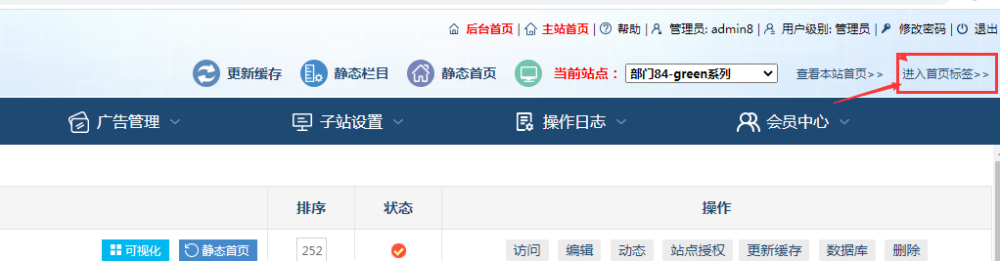 后台首页 | 主站首页 | 帮助 | 管理员: admin8 | 用户级别: 管理员 | 修改密码 | 退出
更新缓存 静态栏目 静态首页 当前站点： 部门84-green系列 查看本站首页>> 进入首页标签>>
广告管理 子站设置 操作日志 会员中心
排序 状态 操作
可视化 静态首页 252 访问 编辑 动态 站点授权 更新缓存 数据库 删除